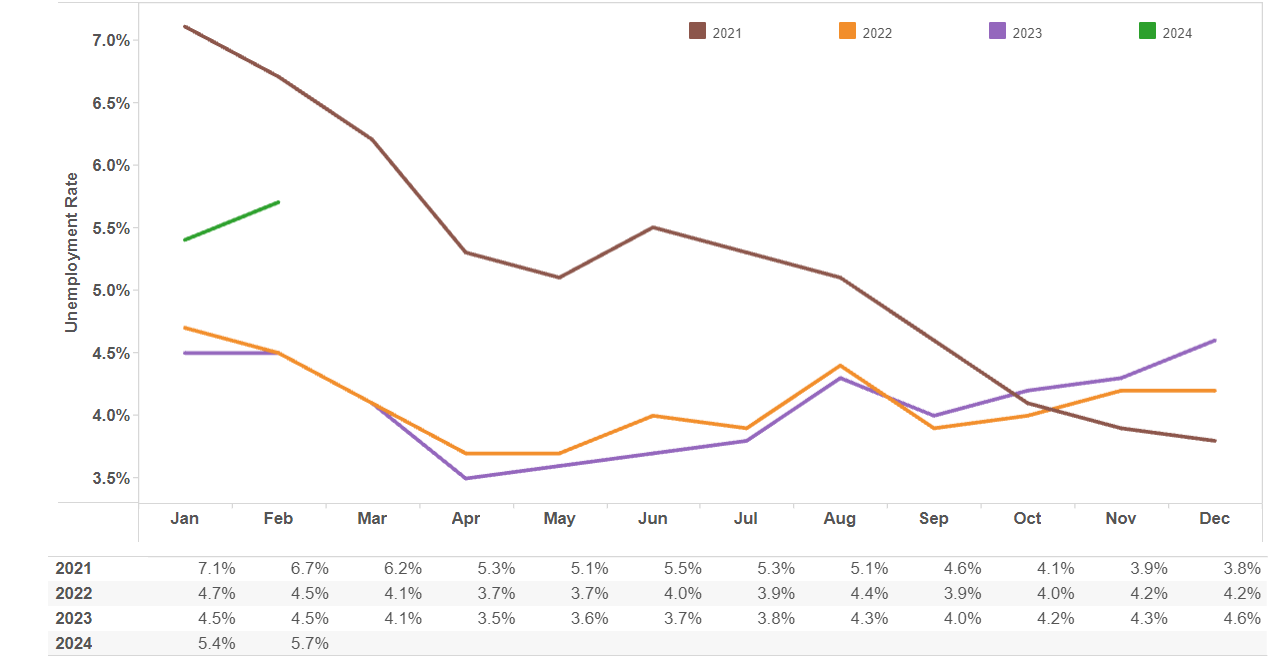 2021 2022 2023 2024
7.0%
6.5%
6.0%
5.5%
5.0%
4.5%
4.0%
3.5%
Unemployment Rate
Jan Feb Mar Apr May Jun Jul Aug Sep Oct Nov Dec
2021 7.1% 6.7% 6.2% 5.3% 5.1% 5.5% 5.3% 5.1% 4.6% 4.1% 3.9% 3.8%
2022 4.7% 4.5% 4.1% 3.7% 3.7% 4.0% 3.9% 4.4% 3.9% 4.0% 4.2% 4.2%
2023 4.5% 4.5% 4.1% 3.5% 3.6% 3.7% 3.8% 4.3% 4.0% 4.2% 4.3% 4.6%
2024 5.4% 5.7%